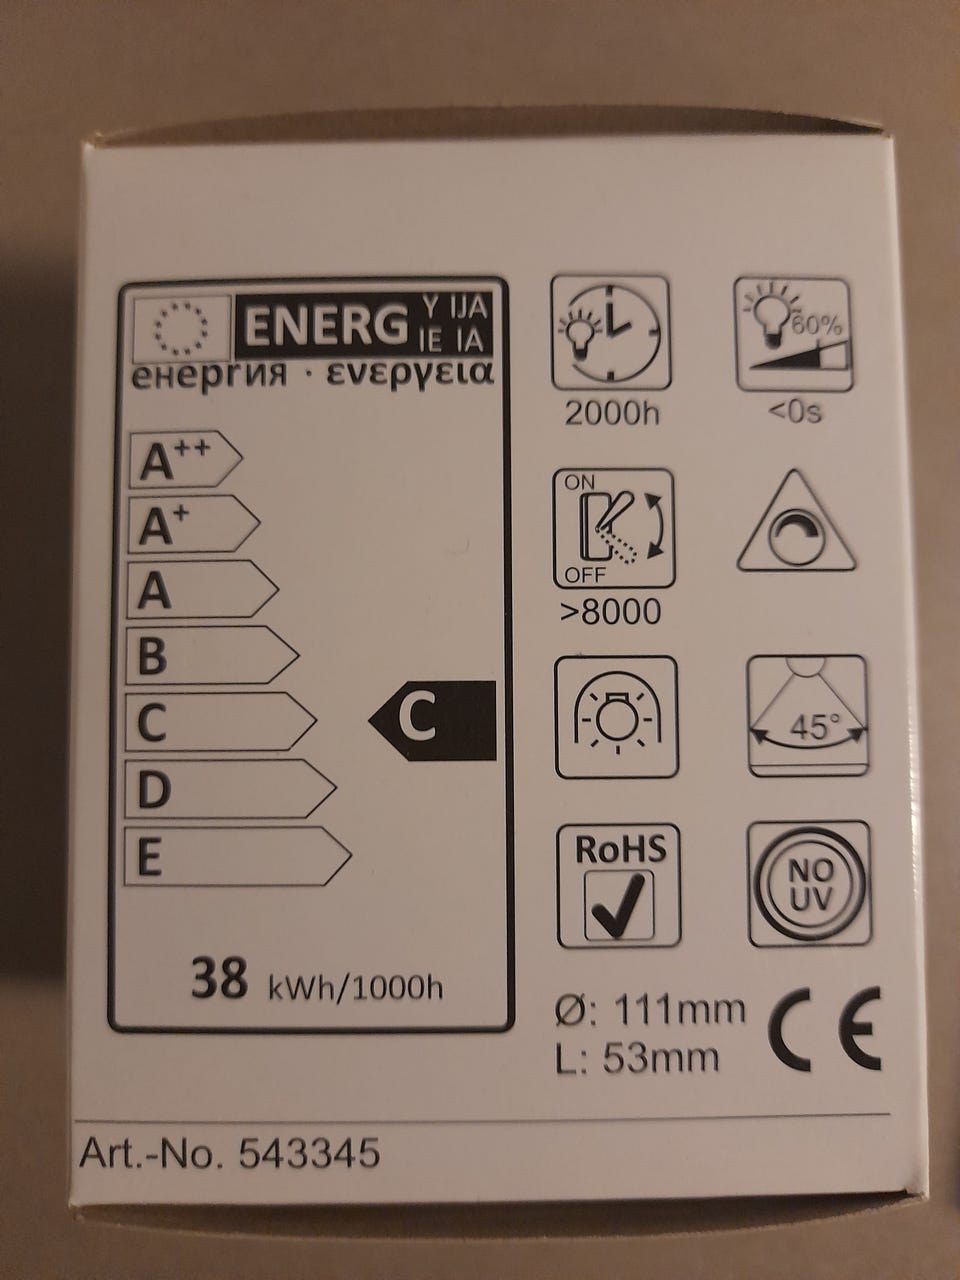 ENERG Y IJA
IE IA
енергия · ενεργεια
A++
A+
A
B
C
D
E
C
38 kWh/1000h
2000h
60%
<0s
ON
OFF
>8000
45°
RoHS
NO
UV
Ø: 111mm
L: 53mm
CE
Art.-No. 543345